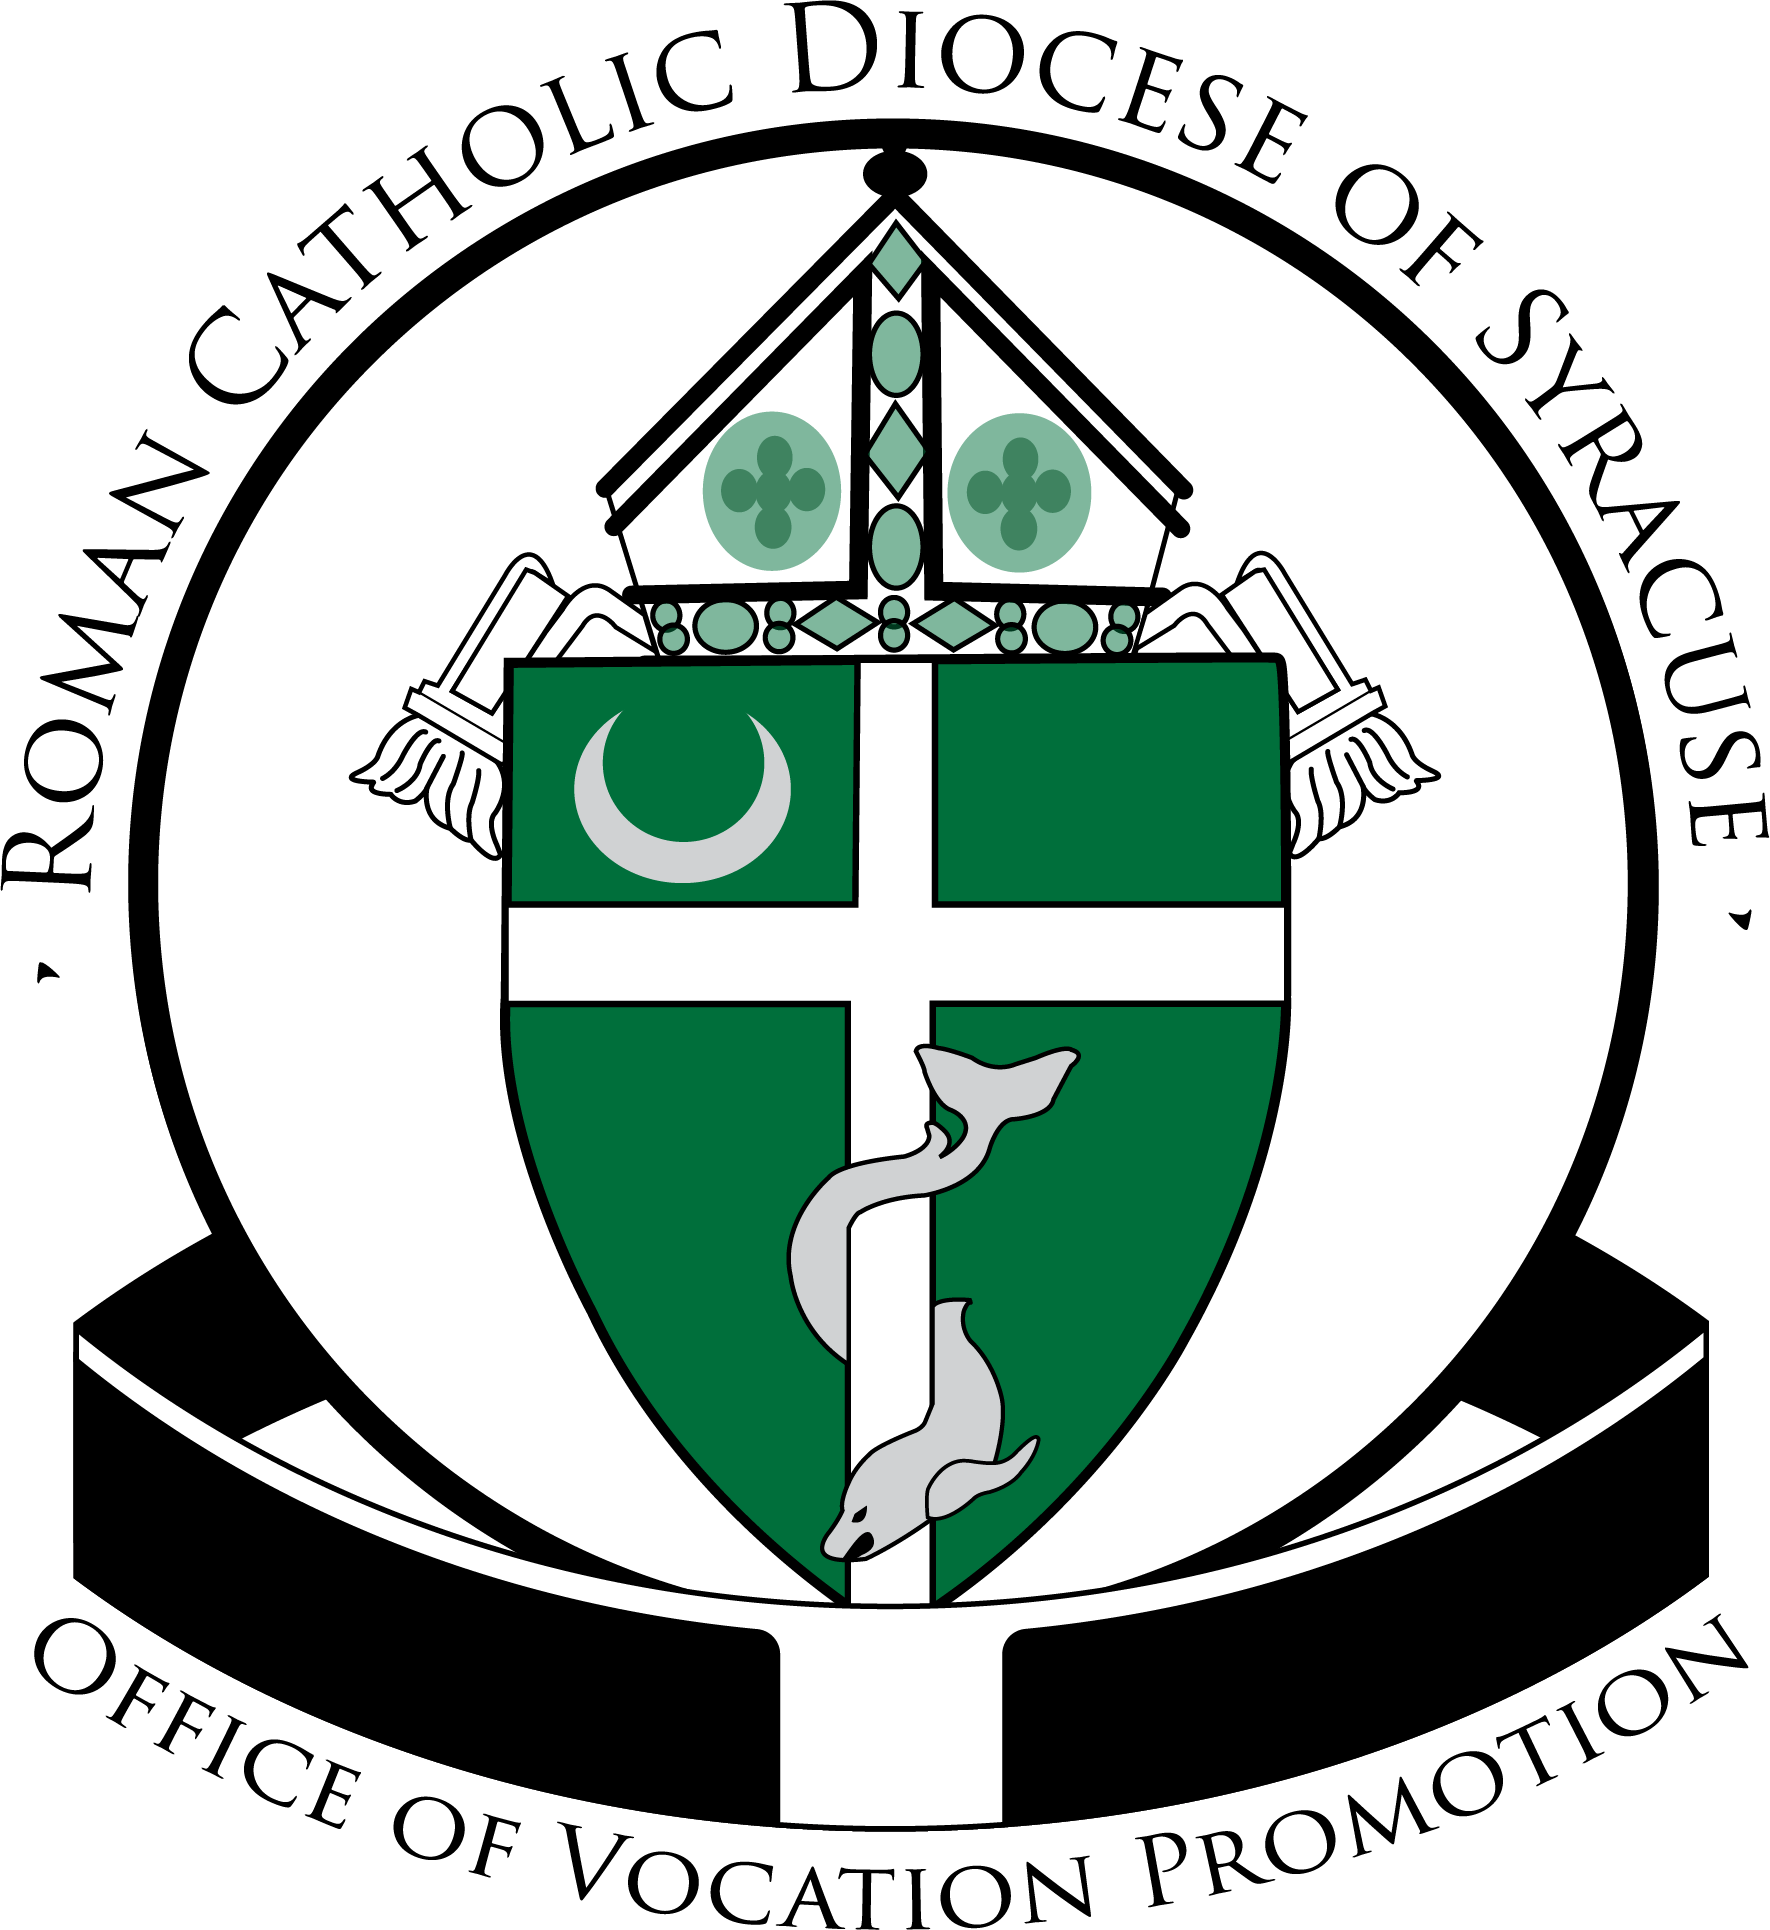 ' ROMAN CATHOLIC DIOCESE OF SYRACUSE '
OFFICE OF VOCATION PROMOTION